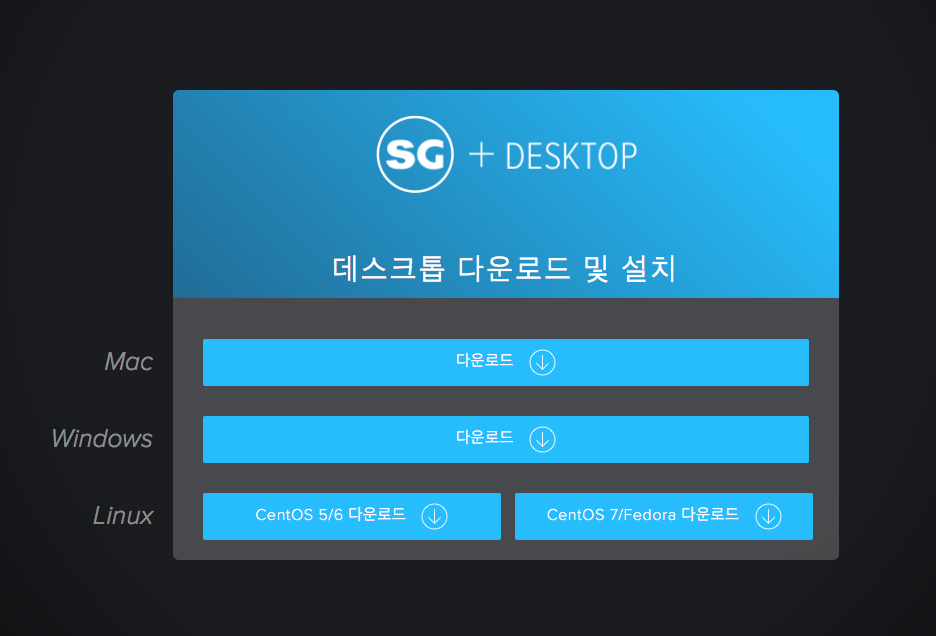 SG + DESKTOP
데스크톱 다운로드 및 설치
Mac
다운로드
Windows
다운로드
Linux
CentOS 5/6 다운로드
CentOS 7/Fedora 다운로드